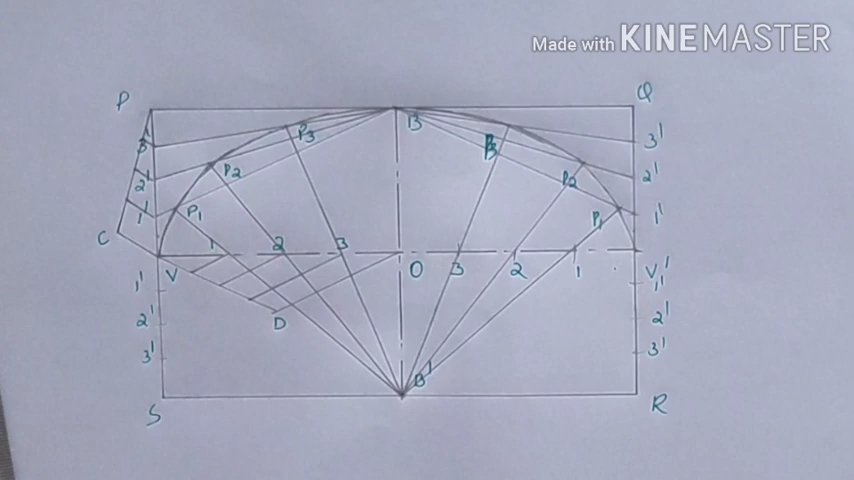 Made with KINEMASTER
P Q
B
3' P3 P3 3'
2' P2 P2 2'
1' P1 P1 1'
C
V 1 2 3 O 3 2 1 V'
1' 1'
2' D 2'
3' 3'
B'
S R